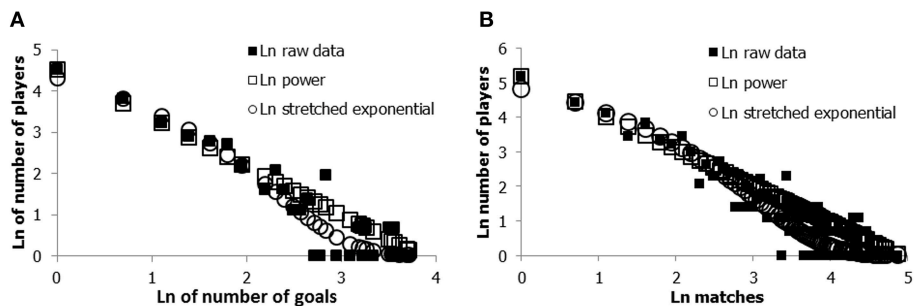 A
Ln of number of players
5
4
3
2
1
0
0 1 2 3 4
Ln of number of goals
Ln raw data
Ln power
Ln stretched exponential
B
Ln number of players
6
5
4
3
2
1
0
0 1 2 3 4 5
Ln matches
Ln raw data
Ln power
Ln stretched exponential